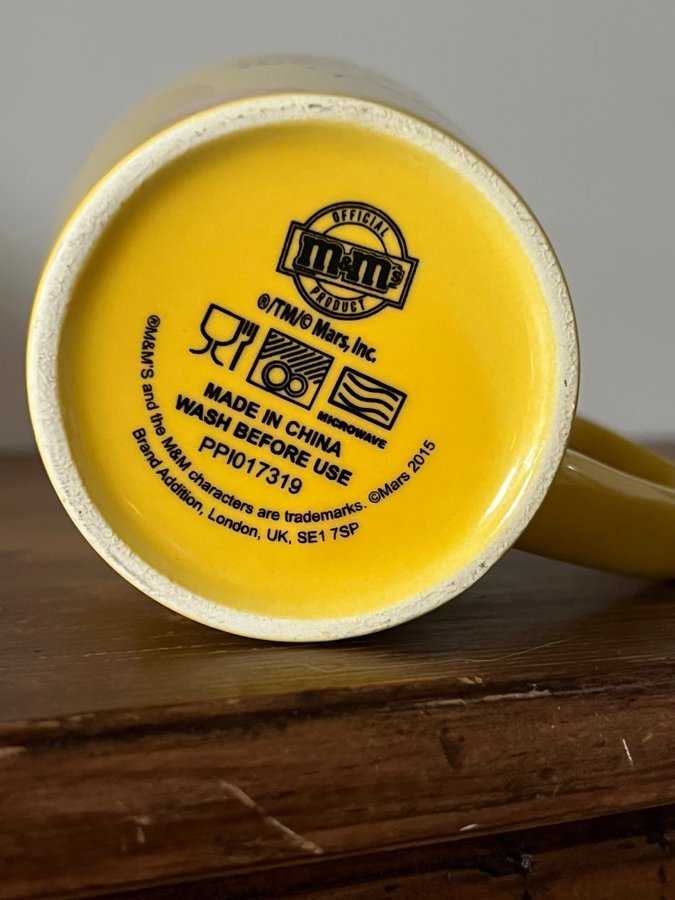 OFFICIAL
m&m's
PRODUCT
®/TM/© Mars, Inc.
MICROWAVE
MADE IN CHINA
WASH BEFORE USE
PPI017319
®M&M'S and the M&M characters are trademarks. ©Mars 2015
Brand Addition, London, UK, SE1 7SP